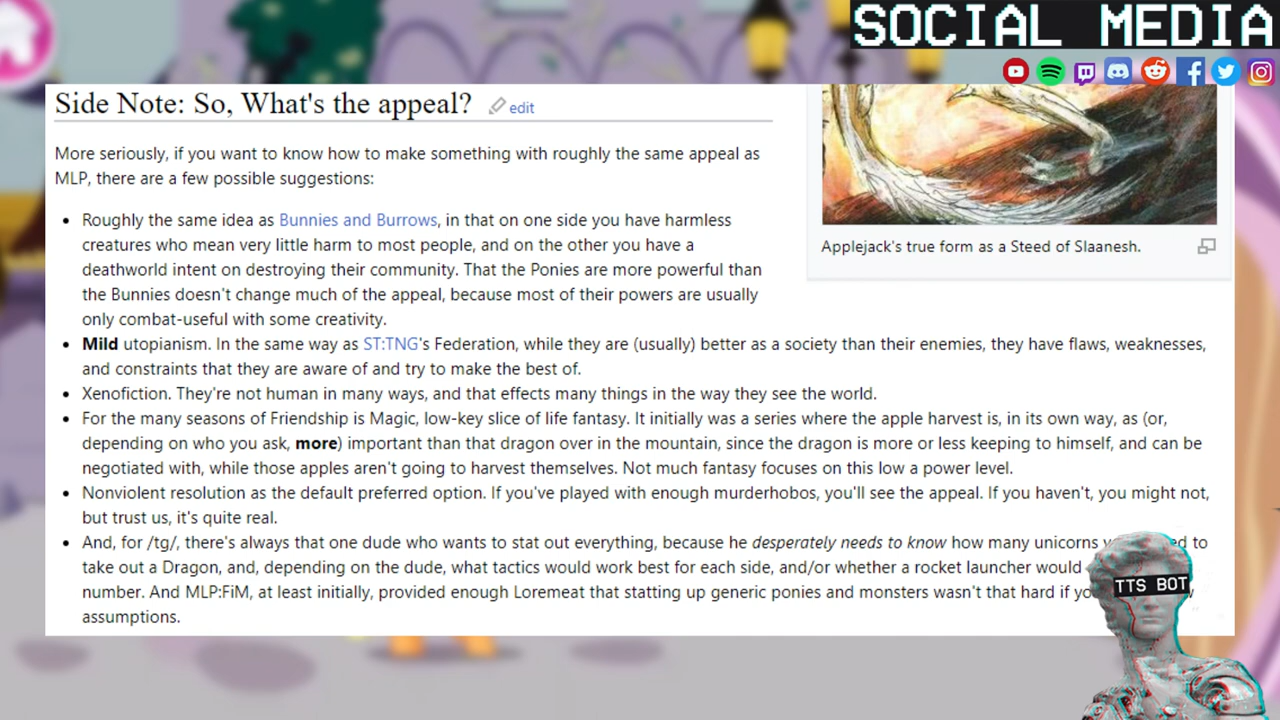 SOCIAL MEDIA
Side Note: So, What's the appeal? edit
More seriously, if you want to know how to make something with roughly the same appeal as
MLP, there are a few possible suggestions:
Roughly the same idea as Bunnies and Burrows, in that on one side you have harmless
creatures who mean very little harm to most people, and on the other you have a
deathworld intent on destroying their community. That the Ponies are more powerful than
the Bunnies doesn't change much of the appeal, because most of their powers are usually
only combat-useful with some creativity.
Applejack's true form as a Steed of Slaanesh.
Mild utopianism. In the same way as ST:TNG's Federation, while they are (usually) better as a society than their enemies, they have flaws, weaknesses,
and constraints that they are aware of and try to make the best of.
Xenofiction. They're not human in many ways, and that effects many things in the way they see the world.
For the many seasons of Friendship is Magic, low-key slice of life fantasy. It initially was a series where the apple harvest is, in its own way, as (or,
depending on who you ask, more) important than that dragon over in the mountain, since the dragon is more or less keeping to himself, and can be
negotiated with, while those apples aren't going to harvest themselves. Not much fantasy focuses on this low a power level.
Nonviolent resolution as the default preferred option. If you've played with enough murderhobos, you'll see the appeal. If you haven't, you might not,
but trust us, it's quite real.
And, for /tg/, there's always that one dude who wants to stat out everything, because he desperately needs to know how many unicorns to
take out a Dragon, and, depending on the dude, what tactics would work best for each side, and/or whether a rocket launcher would
number. And MLP:FiM, at least initially, provided enough Loremeat that statting up generic ponies and monsters wasn't that hard if
assumptions.
TTS BOT